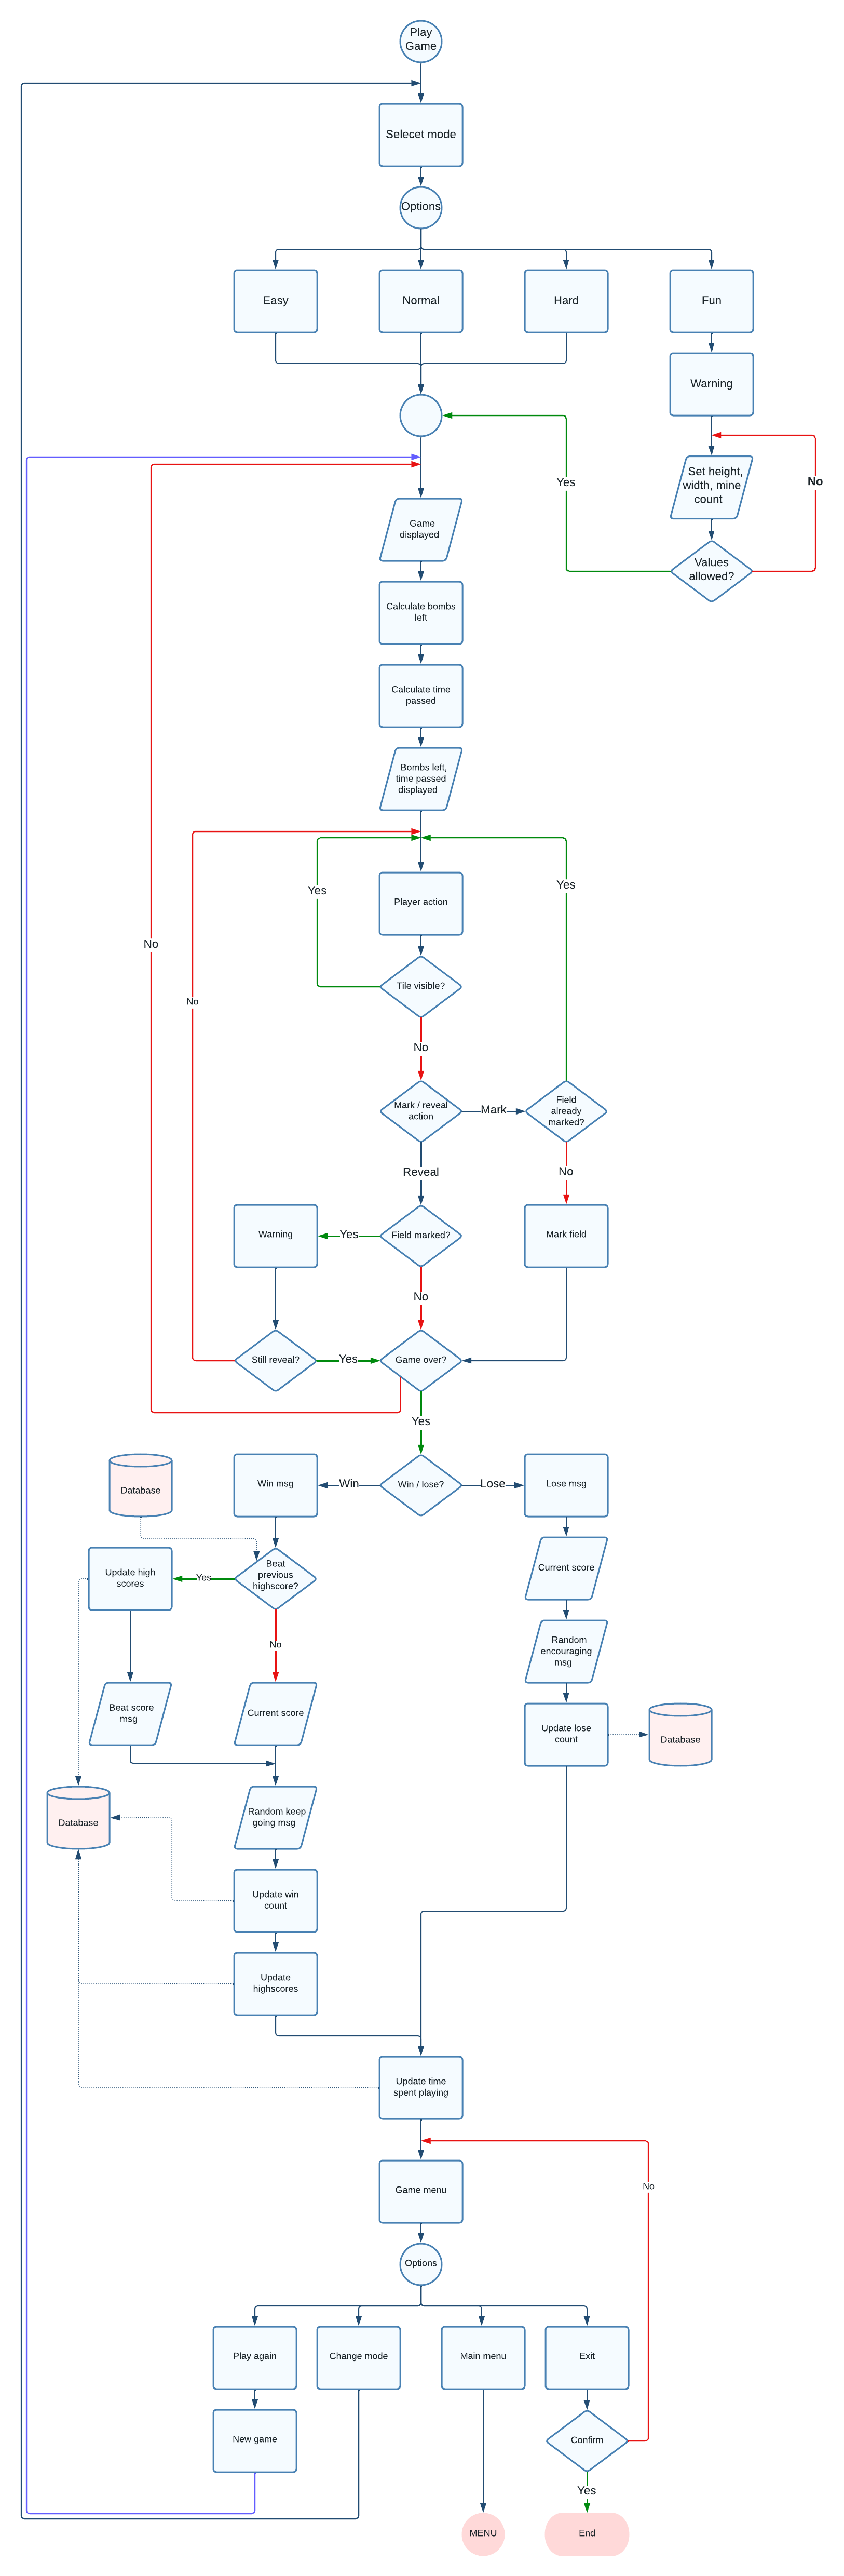 Play
Game
Selecet mode
Options
Easy
Normal
Hard
Fun
Warning
Yes
Set height,
width, mine
count
No
Values
allowed?
Game
displayed
Calculate bombs
left
Calculate time
passed
Bombs left,
time passed
displayed
Yes
Yes
Player action
No
Tile visible?
No
No
Mark / reveal
action
Mark
Field
already
marked?
Reveal
No
Warning
Yes
Field marked?
Mark field
No
Still reveal?
Yes
Game over?
Yes
Database
Win msg
Win
Win / lose?
Lose
Lose msg
Update high
scores
Yes
Beat
previous
highscore?
Current score
No
Random
encouraging
msg
Beat score
msg
Current score
Update lose
count
Database
Database
Random keep
going msg
Update win
count
Update
highscores
Update time
spent playing
No
Game menu
Options
Play again
Change mode
Main menu
Exit
New game
Confirm
Yes
MENU
End